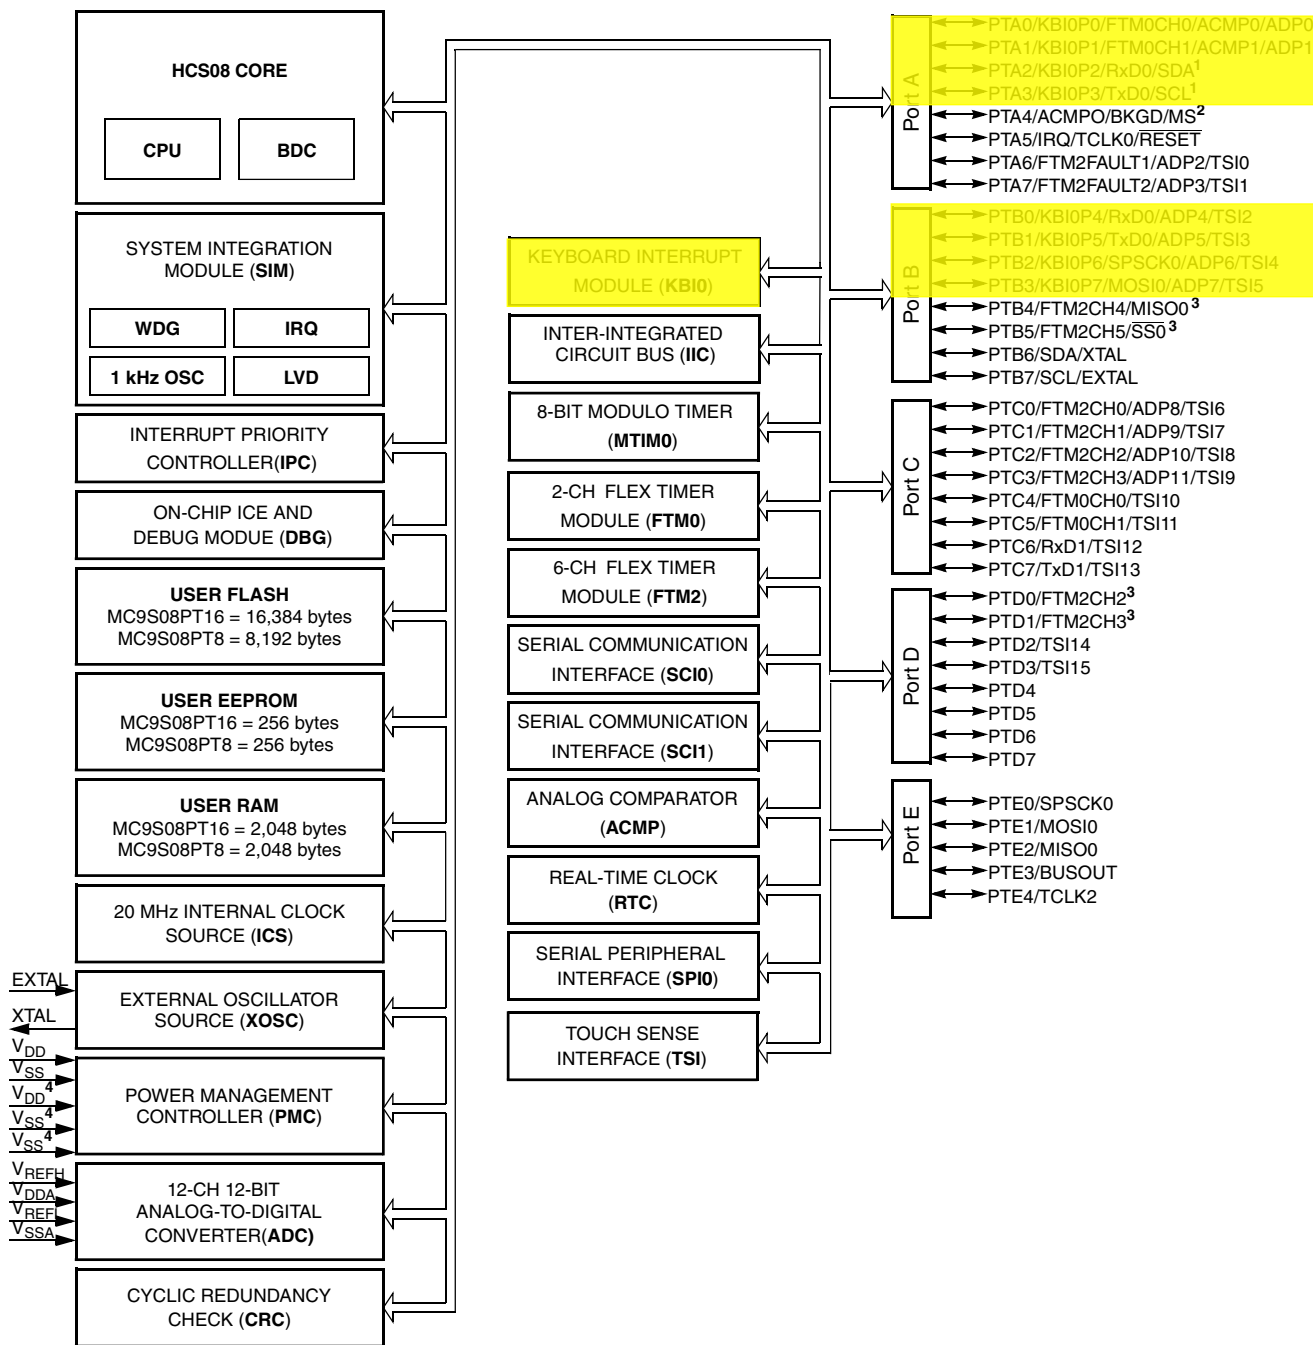 HCS08 CORE
CPU
BDC
SYSTEM INTEGRATION
MODULE (SIM)
WDG
IRQ
1 kHz OSC
LVD
INTERRUPT PRIORITY
CONTROLLER(IPC)
ON-CHIP ICE AND
DEBUG MODUE (DBG)
USER FLASH
MC9S08PT16 = 16,384 bytes
MC9S08PT8 = 8,192 bytes
USER EEPROM
MC9S08PT16 = 256 bytes
MC9S08PT8 = 256 bytes
USER RAM
MC9S08PT16 = 2,048 bytes
MC9S08PT8 = 2,048 bytes
20 MHz INTERNAL CLOCK
SOURCE (ICS)
EXTERNAL OSCILLATOR
SOURCE (XOSC)
POWER MANAGEMENT
CONTROLLER (PMC)
12-CH 12-BIT
ANALOG-TO-DIGITAL
CONVERTER(ADC)
CYCLIC REDUNDANCY
CHECK (CRC)
EXTAL
XTAL
VDD
VSS
VDD4
VSS4
VSS4
VREFH
VDDA
VREFL
VSSA
KEYBOARD INTERRUPT
MODULE (KBI0)
INTER-INTEGRATED
CIRCUIT BUS (IIC)
8-BIT MODULO TIMER
(MTIM0)
2-CH FLEX TIMER
MODULE (FTM0)
6-CH FLEX TIMER
MODULE (FTM2)
SERIAL COMMUNICATION
INTERFACE (SCI0)
SERIAL COMMUNICATION
INTERFACE (SCI1)
ANALOG COMPARATOR
(ACMP)
REAL-TIME CLOCK
(RTC)
SERIAL PERIPHERAL
INTERFACE (SPI0)
TOUCH SENSE
INTERFACE (TSI)
Port A
PTA0/KBI0P0/FTM0CH0/ACMP0/ADP0
PTA1/KBI0P1/FTM0CH1/ACMP1/ADP1
PTA2/KBI0P2/RxD0/SDA1
PTA3/KBI0P3/TxD0/SCL1
PTA4/ACMPO/BKGD/MS2
PTA5/IRQ/TCLK0/RESET
PTA6/FTM2FAULT1/ADP2/TSI0
PTA7/FTM2FAULT2/ADP3/TSI1
Port B
PTB0/KBI0P4/RxD0/ADP4/TSI2
PTB1/KBI0P5/TxD0/ADP5/TSI3
PTB2/KBI0P6/SPSCK0/ADP6/TSI4
PTB3/KBI0P7/MOSI0/ADP7/TSI5
PTB4/FTM2CH4/MISO0 3
PTB5/FTM2CH5/SS0 3
PTB6/SDA/XTAL
PTB7/SCL/EXTAL
Port C
PTC0/FTM2CH0/ADP8/TSI6
PTC1/FTM2CH1/ADP9/TSI7
PTC2/FTM2CH2/ADP10/TSI8
PTC3/FTM2CH3/ADP11/TSI9
PTC4/FTM0CH0/TSI10
PTC5/FTM0CH1/TSI11
PTC6/RxD1/TSI12
PTC7/TxD1/TSI13
Port D
PTD0/FTM2CH23
PTD1/FTM2CH33
PTD2/TSI14
PTD3/TSI15
PTD4
PTD5
PTD6
PTD7
Port E
PTE0/SPSCK0
PTE1/MOSI0
PTE2/MISO0
PTE3/BUSOUT
PTE4/TCLK2